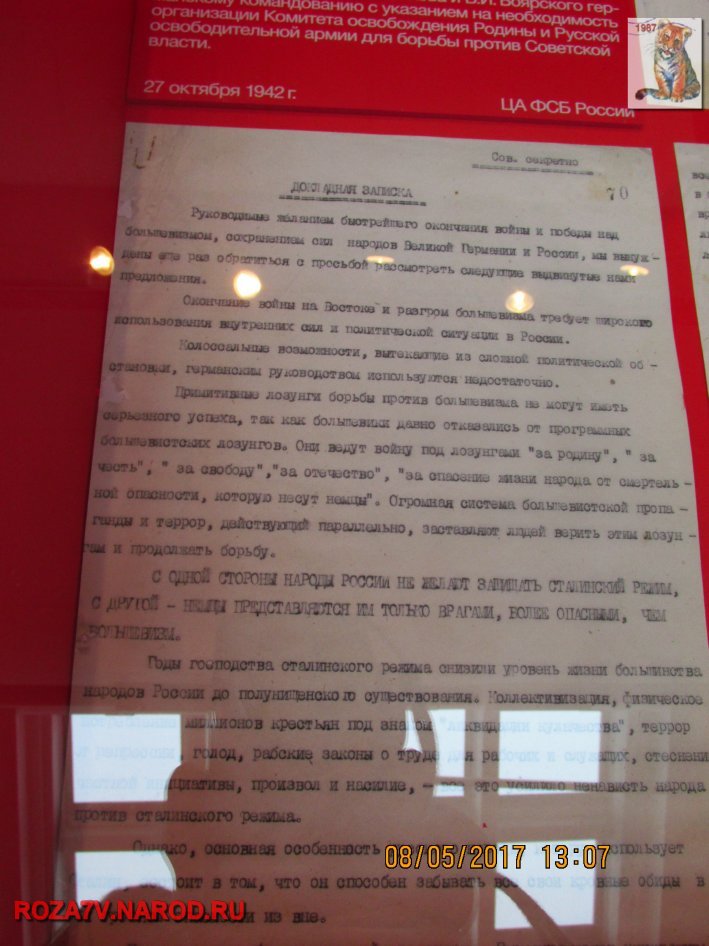 В.И. Боярского гер-
командованию с указанием на необходимость
организации Комитета освобождения Родины и Русской
освободительной армии для борьбы против Советской
власти.
1987
27 октября 1942 г.
ЦА ФСБ России
Сов. секретно
ДОКЛАДНАЯ ЗАПИСКА
70
Руководимые желанием быстрейшего окончания войны и победы над
большевизмом, сохранением сил народов Великой Германии и России, мы вынуж-
дены еще раз обратиться с просьбой рассмотреть следующие выдвинутые нами
предложения.
Окончание войны на Востоке и разгром большевизма требует широкого
использования внутренних сил и политической ситуации в России.
Колоссальные возможности, вытекающие из сложной политической об-
становки, германским руководством используются недостаточно.
Примитивные лозунги борьбы против большевизма не могут иметь
серьезного успеха, так как большевики давно отказались от программных
большевистских лозунгов. Они ведут войну под лозунгами "за родину", " за
честь", " за свободу","за отечество", "за спасение жизни народа от смертель-
ной опасности, которую несут немцы". Огромная система большевистской пропа-
ганды и террор, действующий параллельно, заставляют людей верить этим лозун-
гам и продолжать борьбу.
С ОДНОЙ СТОРОНЫ НАРОДЫ РОССИИ НЕ ЖЕЛАЮТ ЗАЩИЩАТЬ СТАЛИНСКИЙ РЕЖИМ,
С ДРУГОЙ - НЕМЦЫ ПРЕДСТАВЛЯЮТСЯ ИМ ТОЛЬКО ВРАГАМИ, БОЛЕЕ ОПАСНЫМИ, ЧЕМ
БОЛЬШЕВИЗМ.
Годы господства сталинского режима снизили уровень жизни большинства
народов России до полунищенского существования. Коллективизация, физическое
миллионов крестьян под знаком "ликвидации кулачества", террор
и репрессии, голод, рабские законы о труде для рабочих и служащих, стеснени
частной инициативы, произвол и насилие, - все это усилило ненависть народа
против сталинского режима.
Однако, основная особенность использует
Сталин, состоит в том, что он способен забывать все свои кровные обиды в
из вне.
08/05/2017 13:07
ROZA7V.NAROD.RU